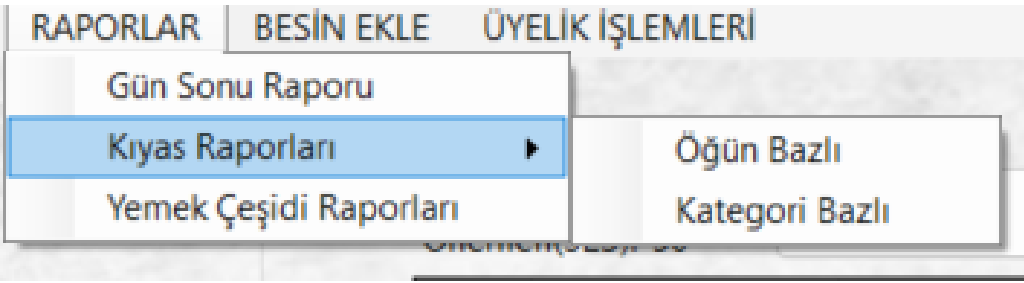 RAPORLAR BESİN EKLE ÜYELİK İŞLEMLERİ
Gün Sonu Raporu
Kıyas Raporları
Öğün Bazlı
Yemek Çeşidi Raporları
Kategori Bazlı